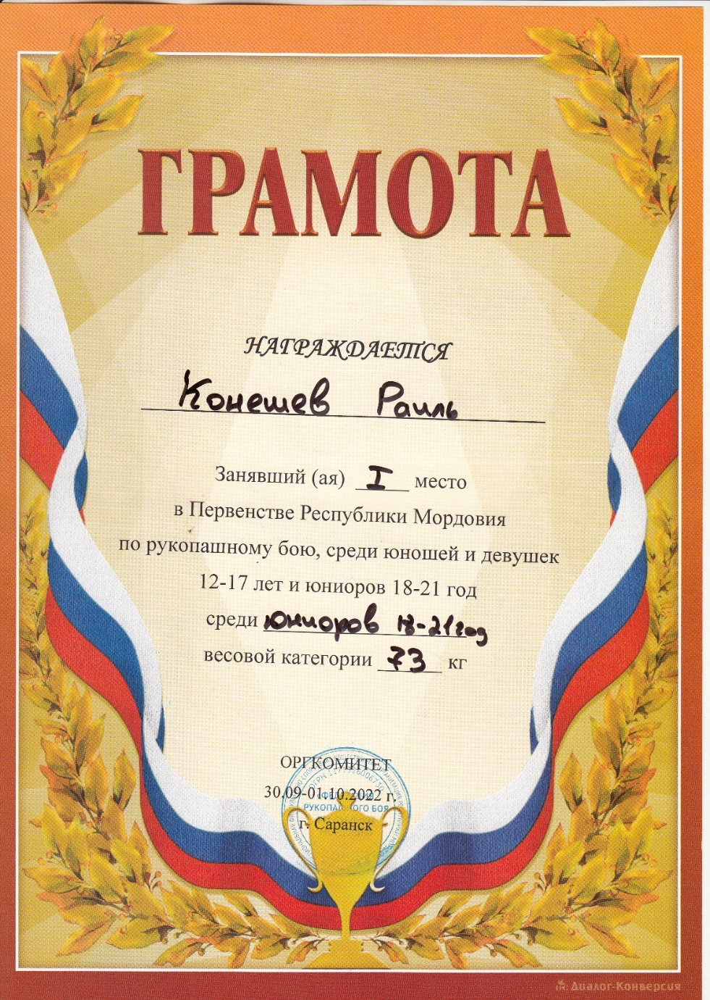 ГРАМОТА
НАГРАЖДАЕТСЯ
Конешев Раиль
Занявший (ая) I место
в Первенстве Республики Мордовия
по рукопашному бою, среди юношей и девушек
12-17 лет и юниоров 18-21 год
среди юниоров 18-21 год
весовой категории 73 кг
ОРГКОМИТЕТ
30.09-01.10.2022 г.
РУКОПАШНОГО БОЯ
г. Саранск
Диалог-Конверсия